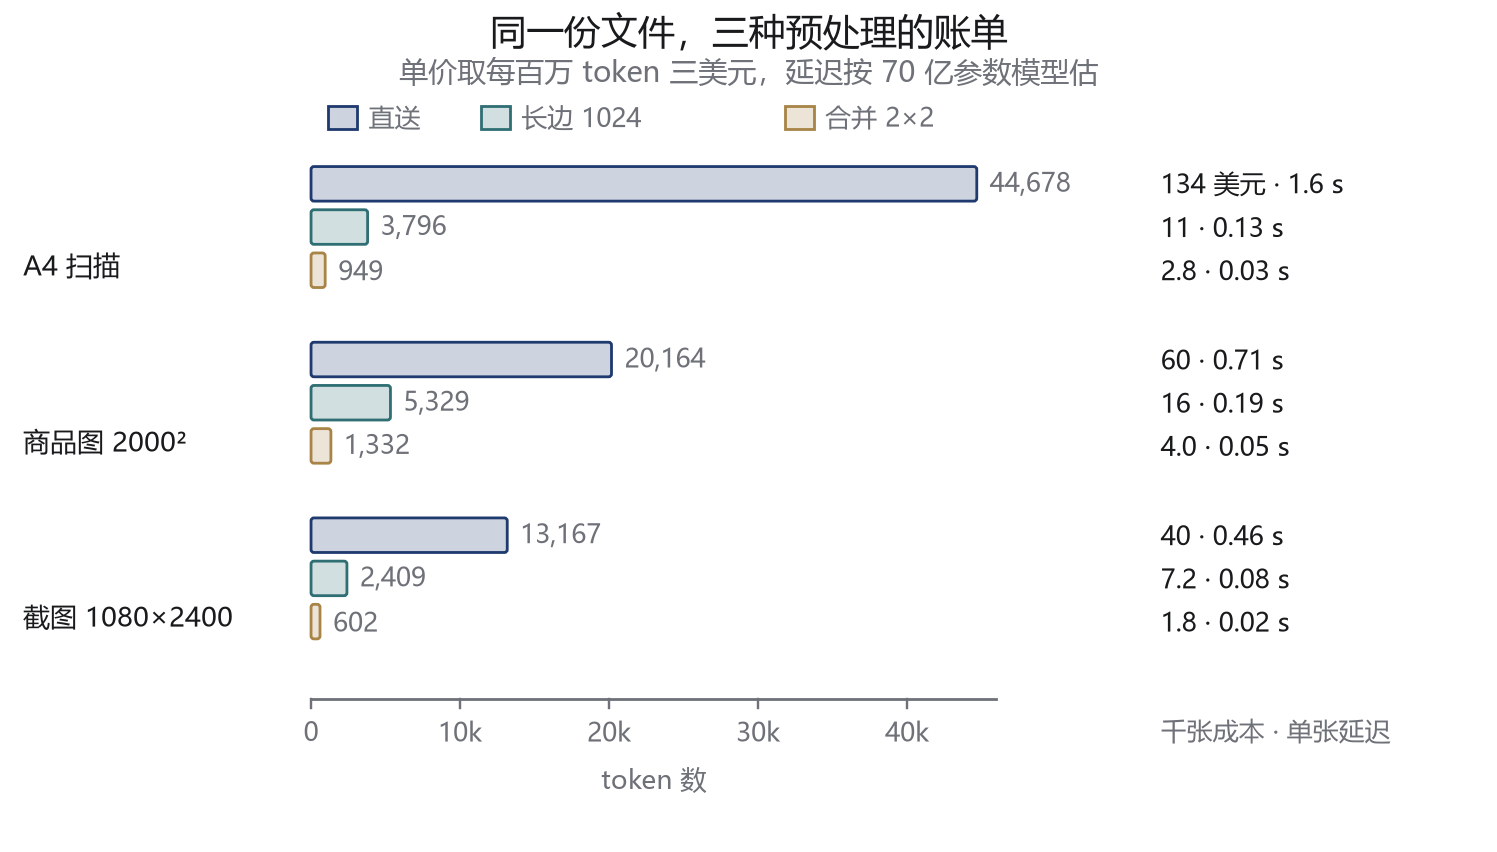 同一份文件，三种预处理的账单
单价取每百万 token 三美元，延迟按 70 亿参数模型估
直送 长边 1024 合并 2×2
44,678 134 美元 · 1.6 s
3,796 11 · 0.13 s
A4 扫描 949 2.8 · 0.03 s
20,164 60 · 0.71 s
5,329 16 · 0.19 s
商品图 2000² 1,332 4.0 · 0.05 s
13,167 40 · 0.46 s
2,409 7.2 · 0.08 s
截图 1080×2400 602 1.8 · 0.02 s
0 10k 20k 30k 40k 千张成本 · 单张延迟
token 数